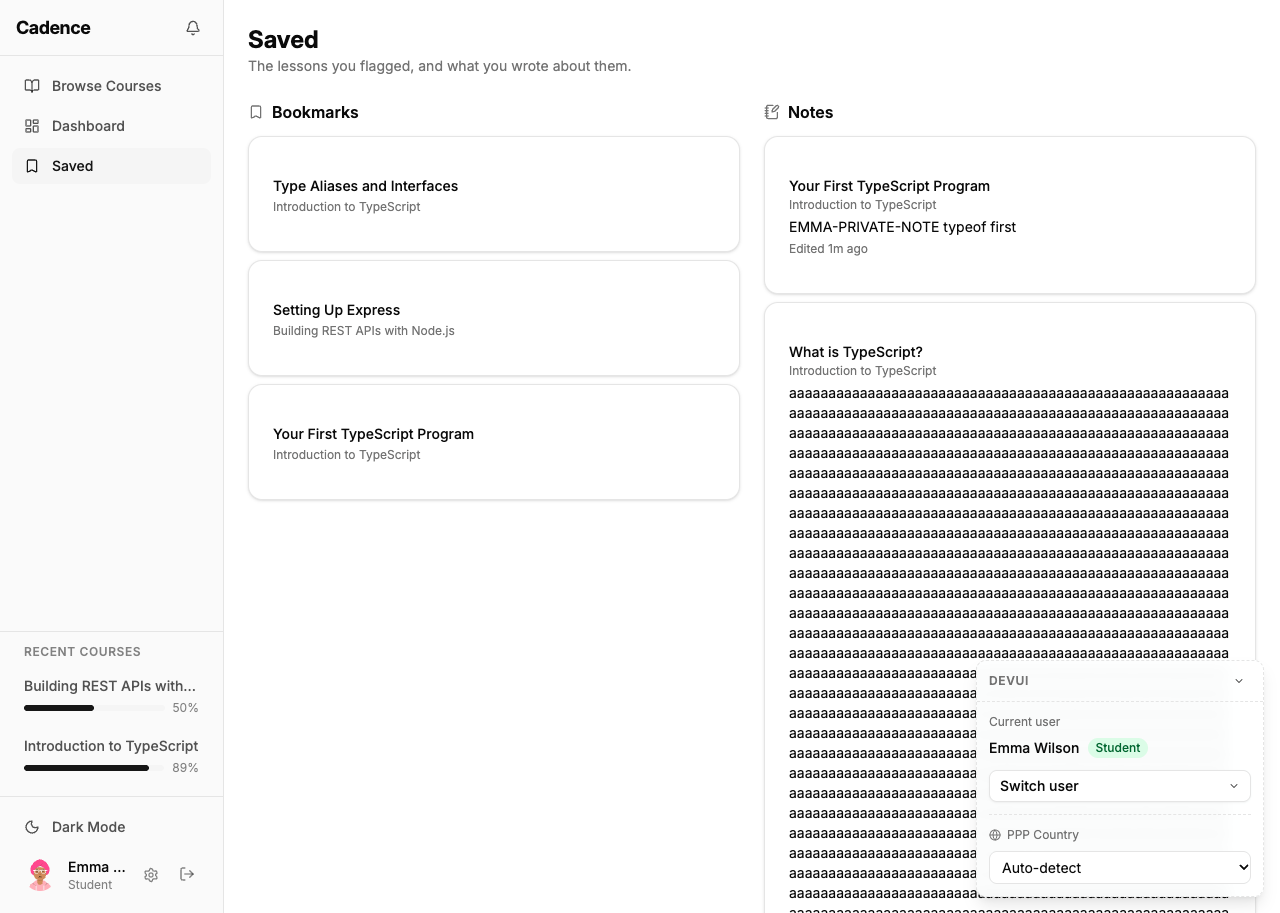 Cadence
Browse Courses
Dashboard
Saved
RECENT COURSES
Building REST APIs with...
50%
Introduction to TypeScript
89%
Dark Mode
Emma ...
Student
Saved
The lessons you flagged, and what you wrote about them.
Bookmarks
Type Aliases and Interfaces
Introduction to TypeScript
Setting Up Express
Building REST APIs with Node.js
Your First TypeScript Program
Introduction to TypeScript
Notes
Your First TypeScript Program
Introduction to TypeScript
EMMA-PRIVATE-NOTE typeof first
Edited 1m ago
What is TypeScript?
Introduction to TypeScript
DEVUI
Current user
Emma Wilson Student
Switch user
PPP Country
Auto-detect